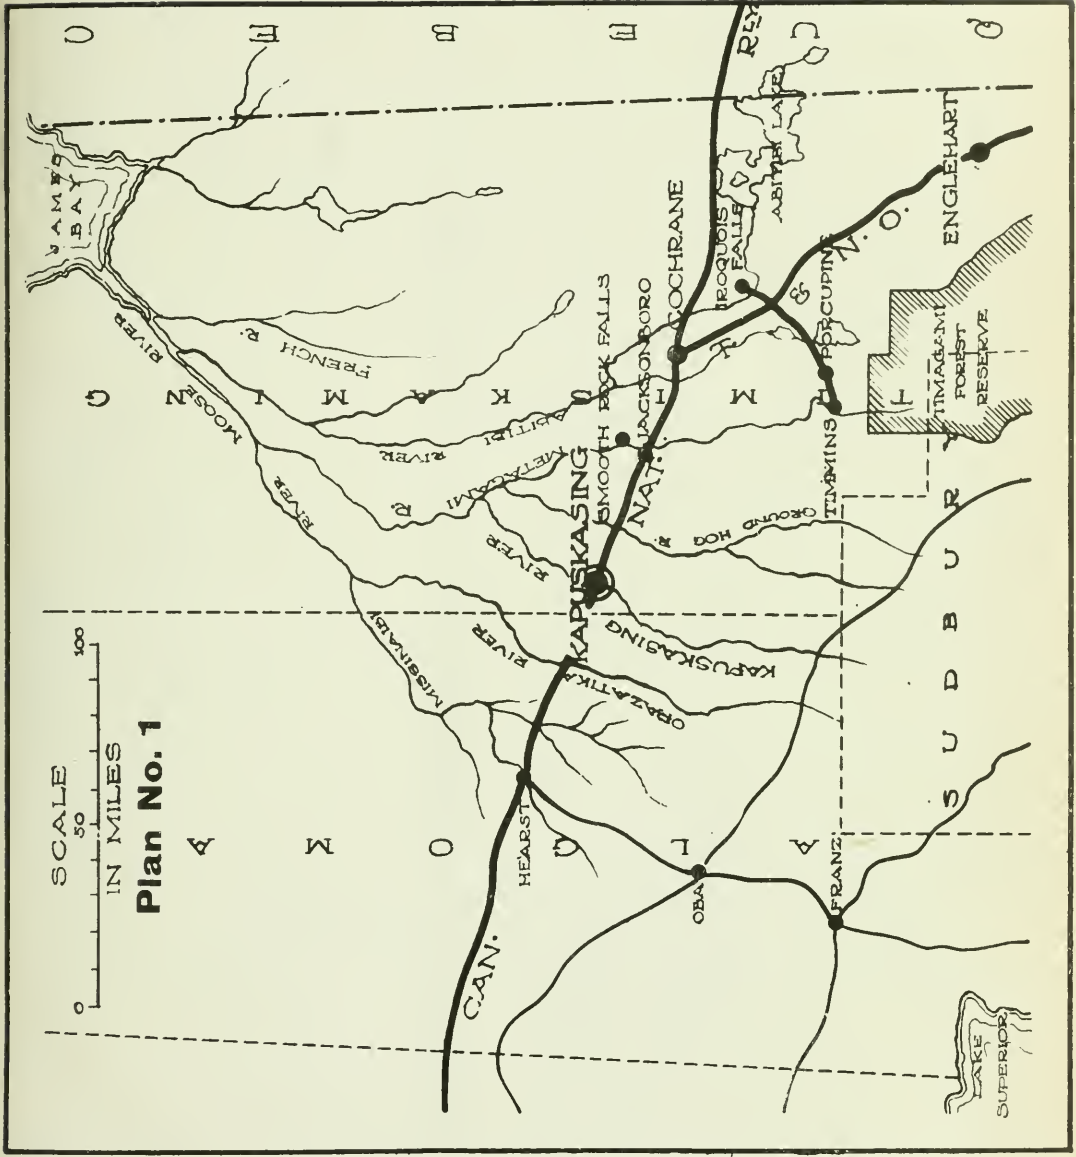 SCALE
IN MILES
0 50 100
Plan No. 1
JAMES
BAY
QUEBEC
ALGOMA
TIMISKAMING
SUDBURY
MOOSE RIVER
FRENCH R.
ABITIBI RIVER
METAGAMI R.
RIVER
MISSINAIBI
RIVER
OPAZATIKA
RIVER
KAPUSKASING
GROUND HOG R.
CAN.
NAT.
RLY
T. & N. O.
HEARST
KAPUSKASING
SMOOTH ROCK FALLS
JACKSONBORO
COCHRANE
IROQUOIS
FALLS
ABITIBI LAKE
PORCUPINE
TIMMINS
ENGLEHART
TIMAGAMI
FOREST
RESERVE
OBA
FRANZ
LAKE
SUPERIOR